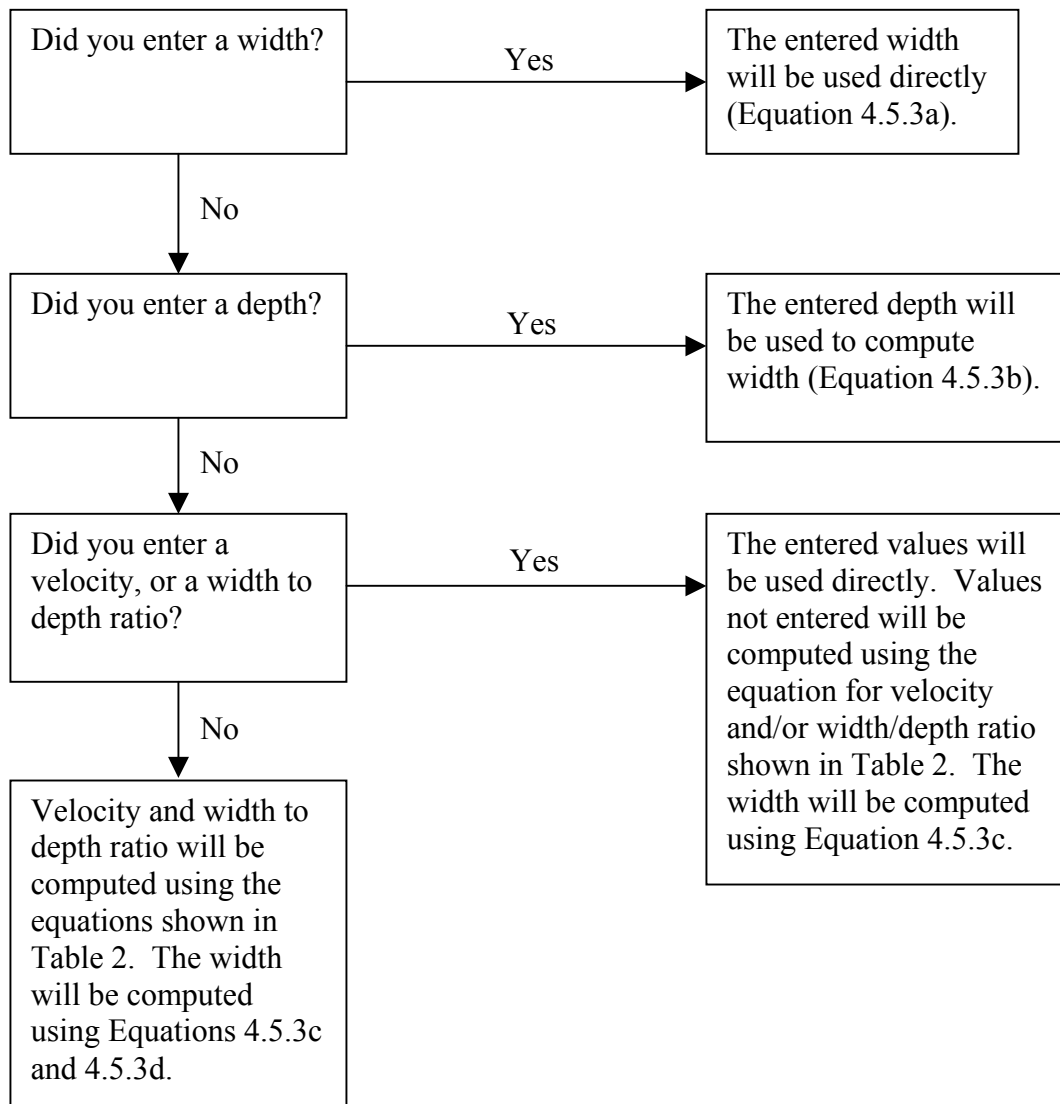 Did you enter a width?
Yes
The entered width
will be used directly
(Equation 4.5.3a).
No
Did you enter a depth?
Yes
The entered depth will
be used to compute
width (Equation 4.5.3b).
No
Did you enter a
velocity, or a width to
depth ratio?
Yes
The entered values will
be used directly.  Values
not entered will be
computed using the
equation for velocity
and/or width/depth ratio
shown in Table 2.  The
width will be computed
using Equation 4.5.3c.
No
Velocity and width to
depth ratio will be
computed using the
equations shown in
Table 2.  The width
will be computed
using Equations 4.5.3c
and 4.5.3d.